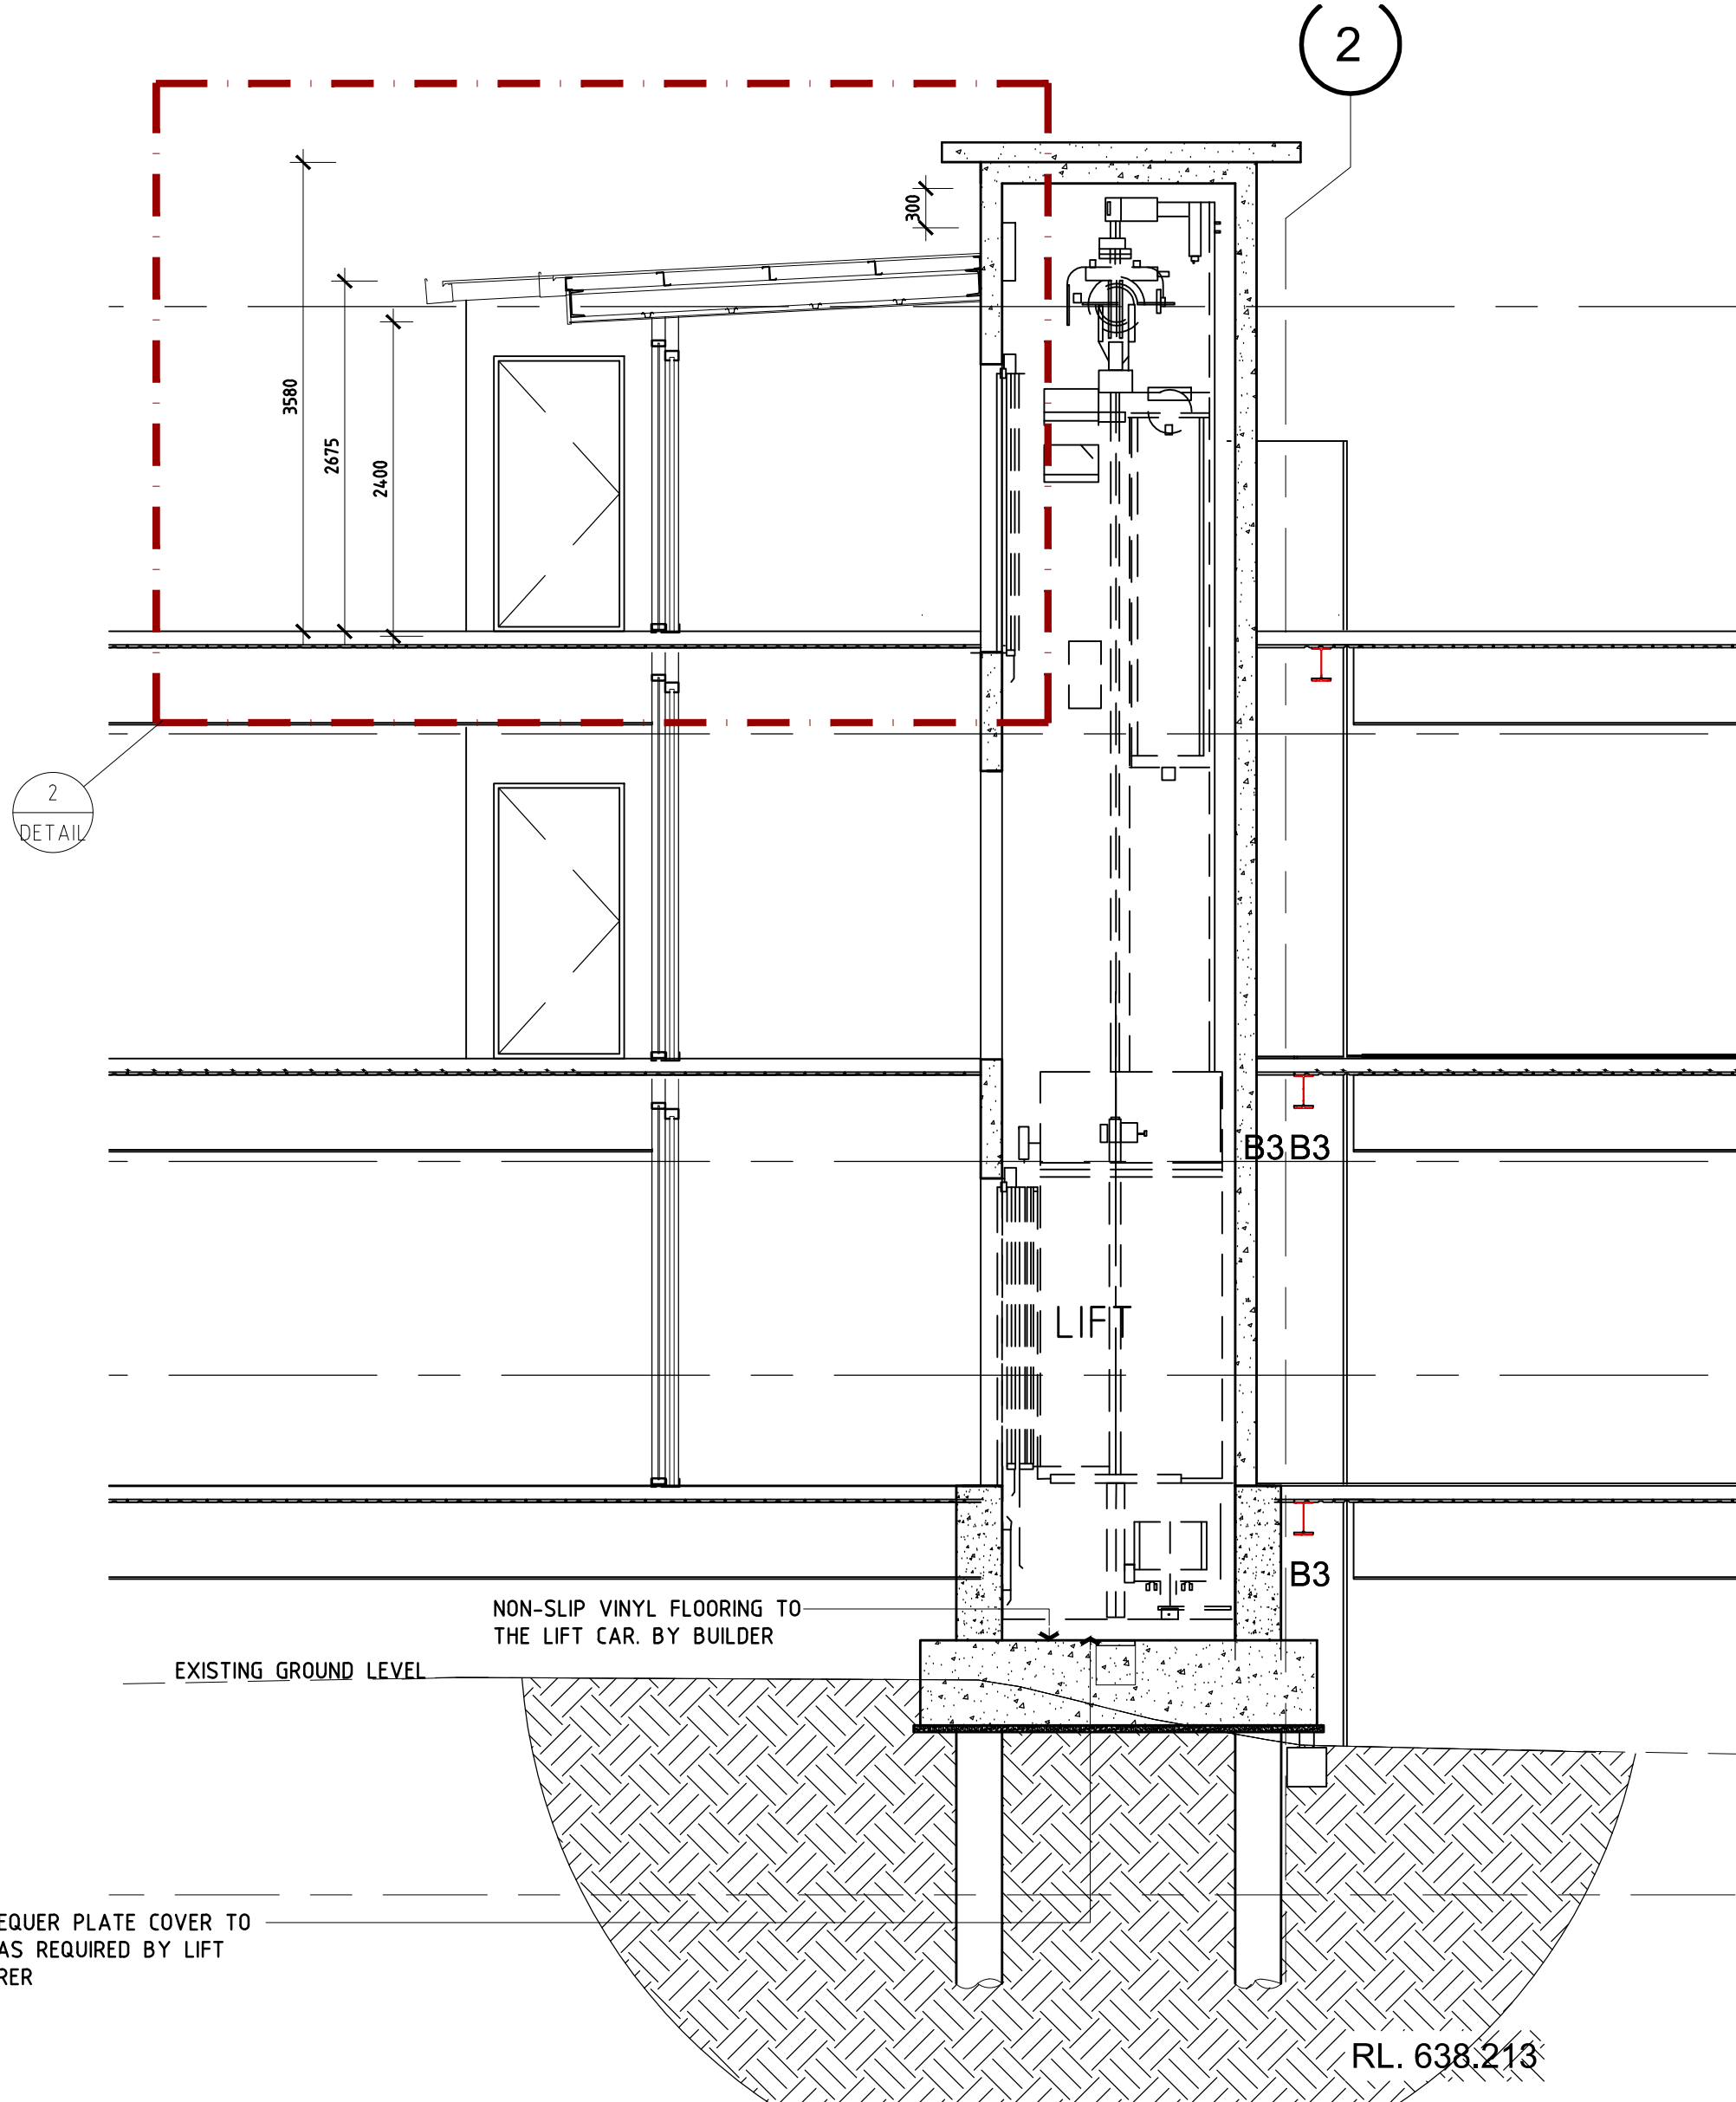 2
300
3580
2675
2400
2
DETAIL
B3 B3
LIFT
B3
NON-SLIP VINYL FLOORING TO
THE LIFT CAR. BY BUILDER
EXISTING GROUND LEVEL
EQUER PLATE COVER TO
AS REQUIRED BY LIFT
RER
RL. 638.213